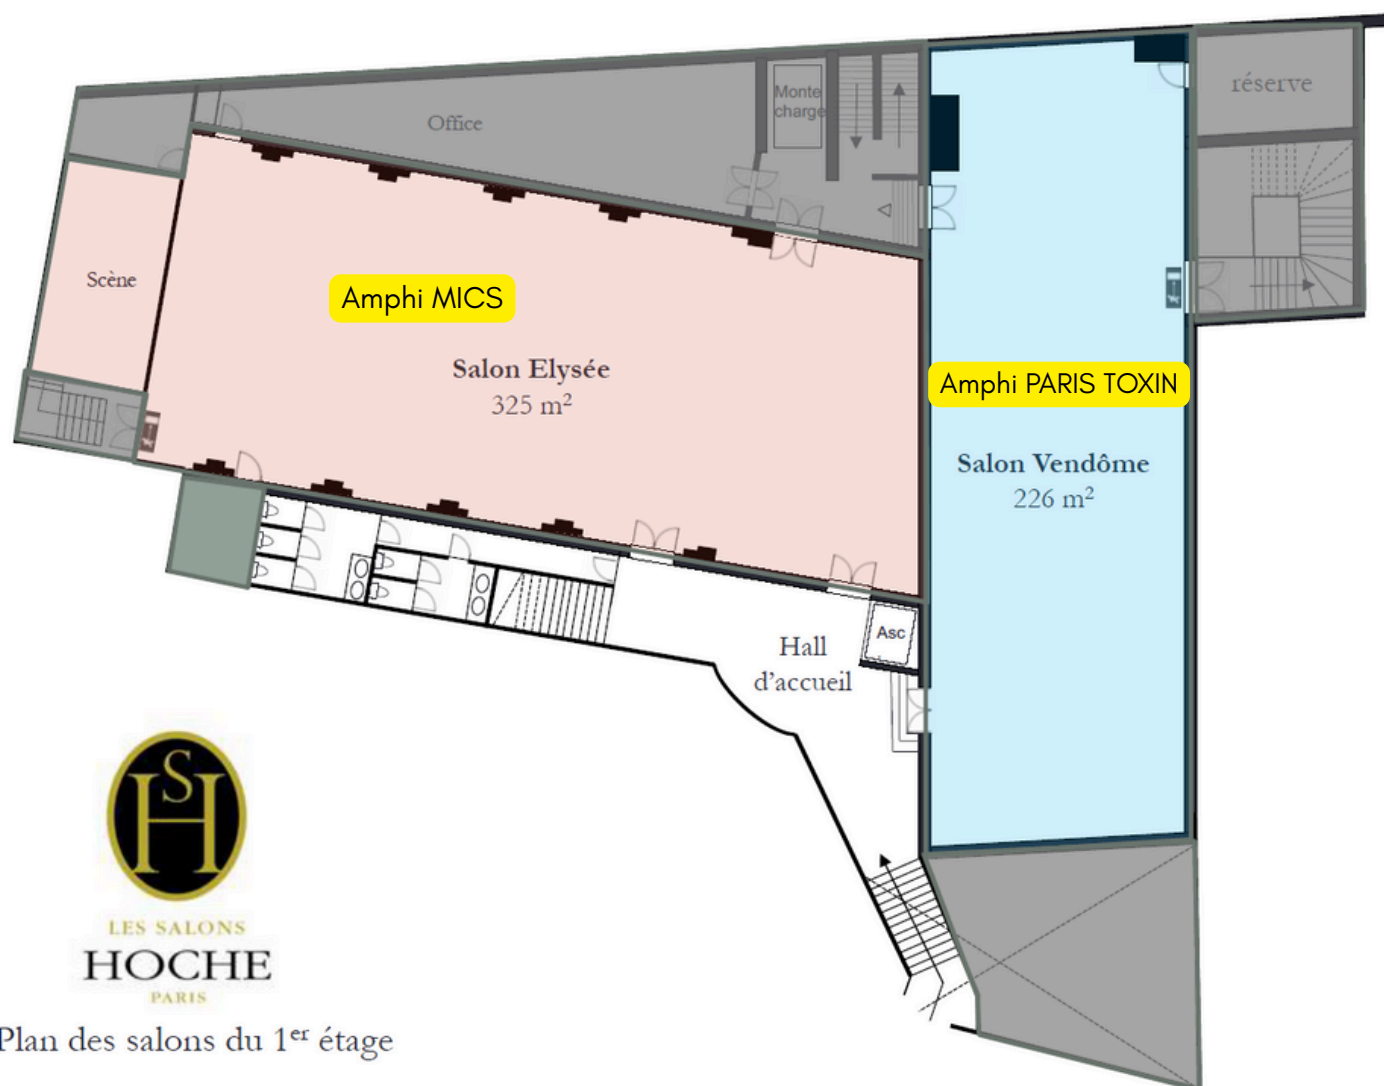 Monte
charge
réserve
Office
Scène
Amphi MICS
Salon Elysée
325 m²
Amphi PARIS TOXIN
Salon Vendôme
226 m²
Asc
Hall
d'accueil
SH
LES SALONS
HOCHE
PARIS
Plan des salons du 1er étage